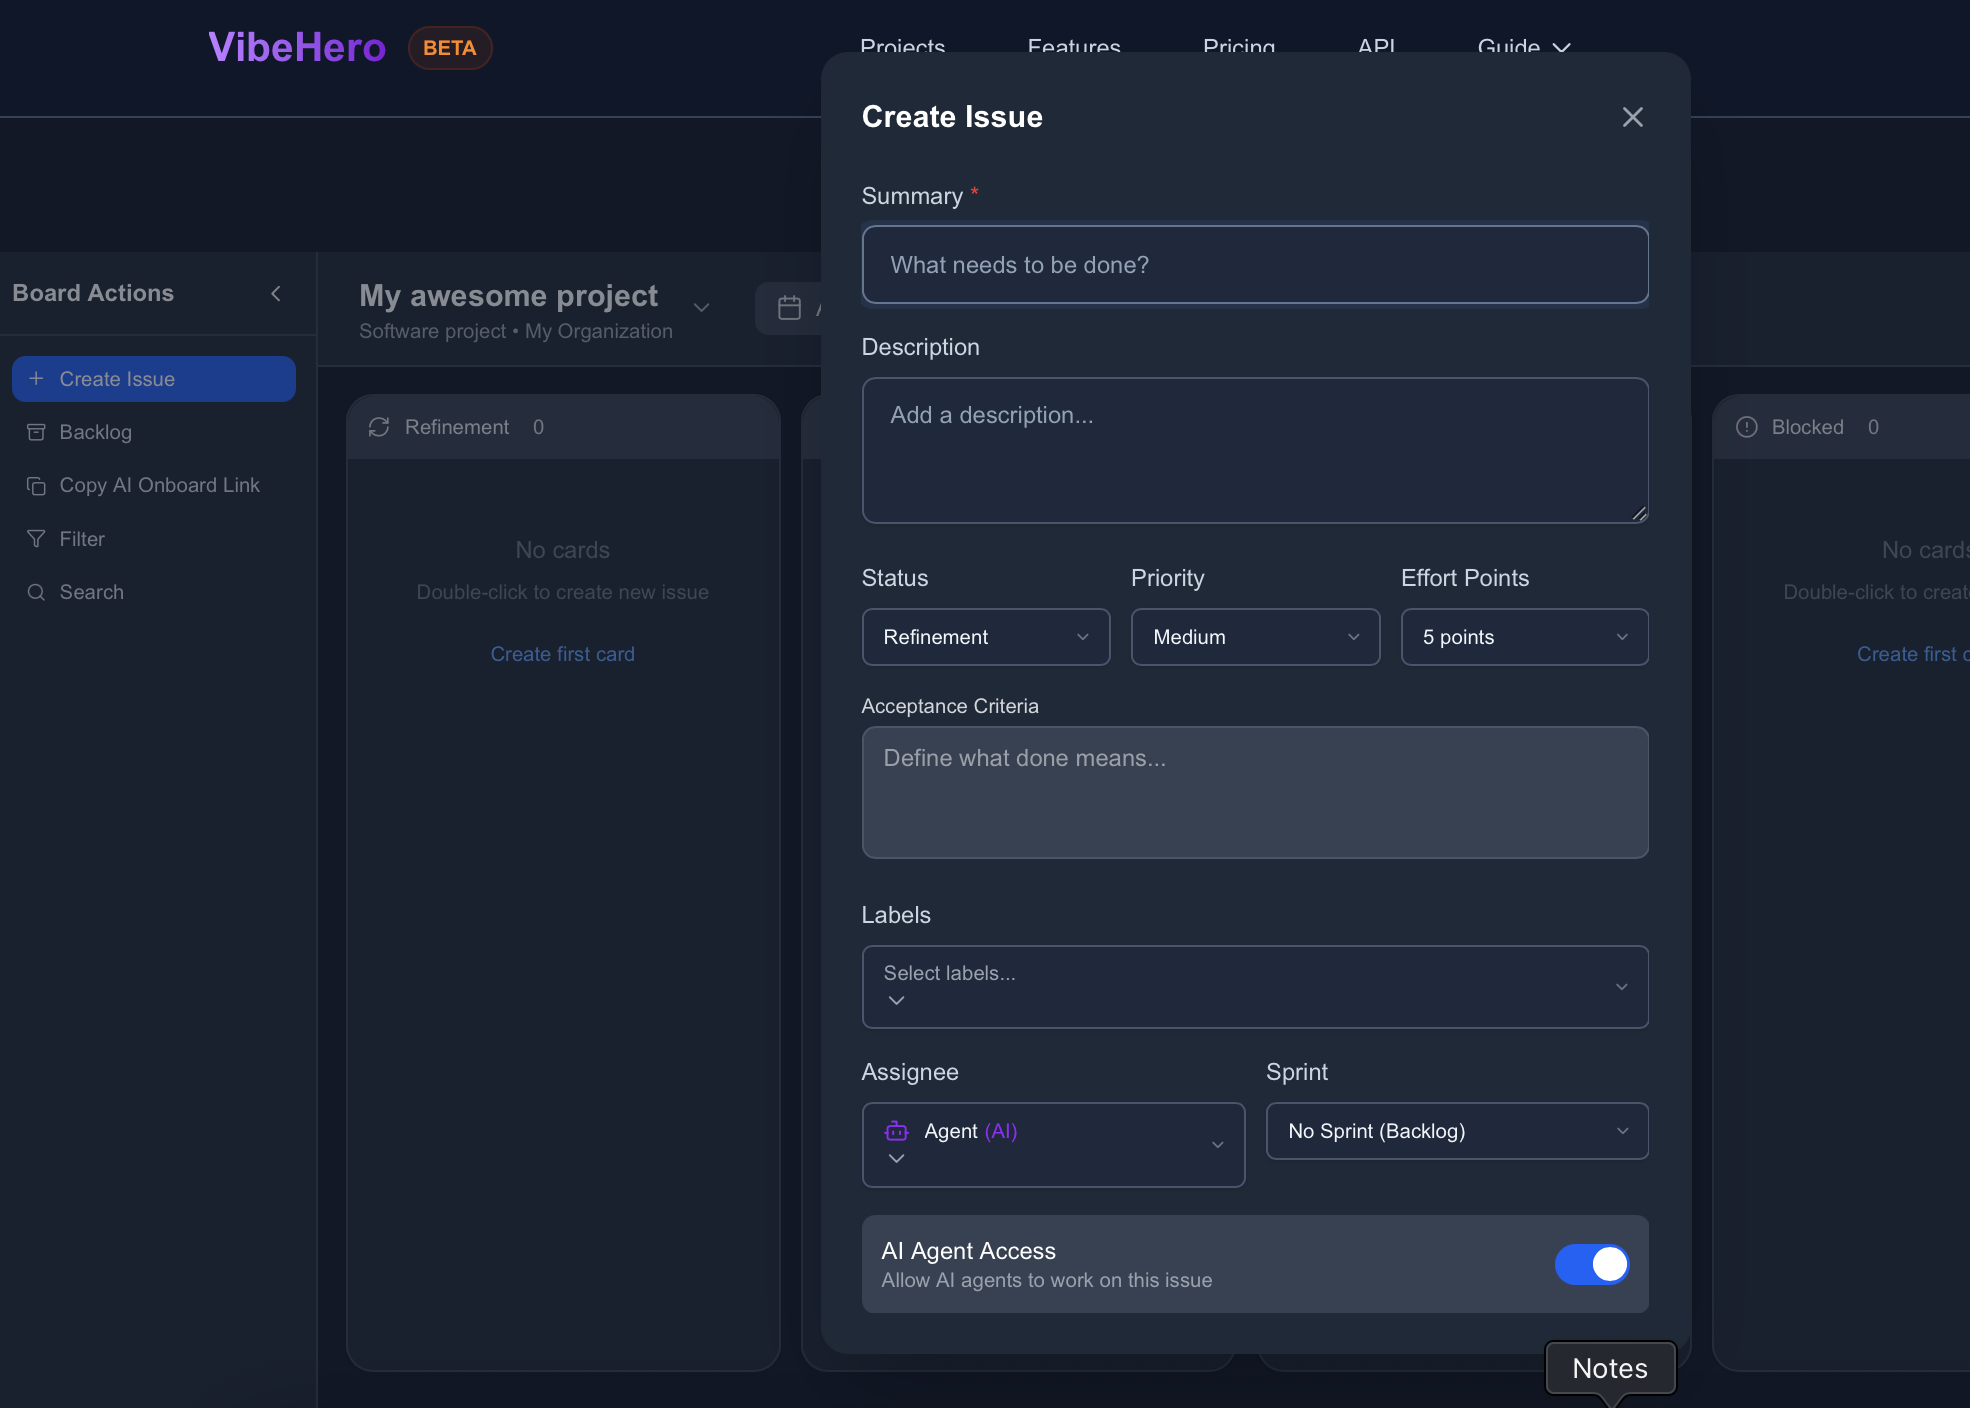 VibeHero BETA
Projects Features Pricing API Guide
Board Actions
Create Issue
Backlog
Copy AI Onboard Link
Filter
Search
My awesome project
Software project • My Organization
Refinement 0
No cards
Double-click to create new issue
Create first card
Create Issue
Summary *
What needs to be done?
Description
Add a description...
Status Priority Effort Points
Refinement Medium 5 points
Acceptance Criteria
Define what done means...
Labels
Select labels...
Assignee Sprint
Agent (AI) No Sprint (Backlog)
AI Agent Access
Allow AI agents to work on this issue
Blocked 0
No cards
Double-click to
Create first
Notes